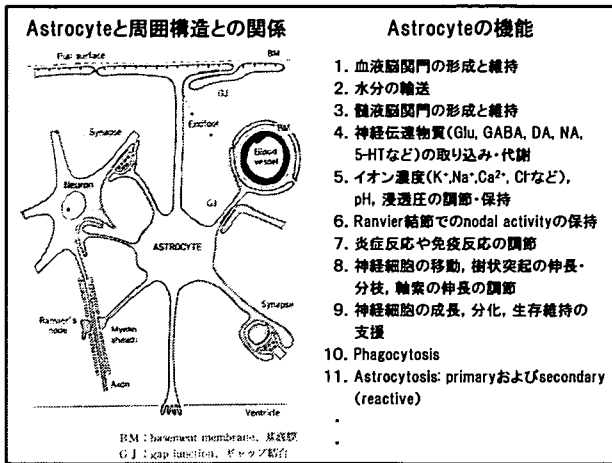 Astrocyteと周囲構造との関係
Pial surface
BM
GJ
Endfoot
Synapse
BM
Blood
vessel
Neuron
GJ
ASTROCYTE
Synapse
Ranvier's
node
Myelin
sheath
Axon
Ventricle
BM : basement membrane, 基底膜
GJ : gap junction, ギャップ結合
Astrocyteの機能
1. 血液脳関門の形成と維持
2. 水分の輸送
3. 髄液脳関門の形成と維持
4. 神経伝達物質(Glu, GABA, DA, NA,
5-HTなど)の取り込み・代謝
5. イオン濃度(K⁺,Na⁺,Ca²⁺, Cl⁻など),
pH, 浸透圧の調節・保持
6. Ranvier結節でのnodal activityの保持
7. 炎症反応や免疫反応の調節
8. 神経細胞の移動, 樹状突起の伸長・
分枝, 軸索の伸長の調節
9. 神経細胞の成長, 分化, 生存維持の
支援
10. Phagocytosis
11. Astrocytosis: primaryおよびsecondary
(reactive)
.
.